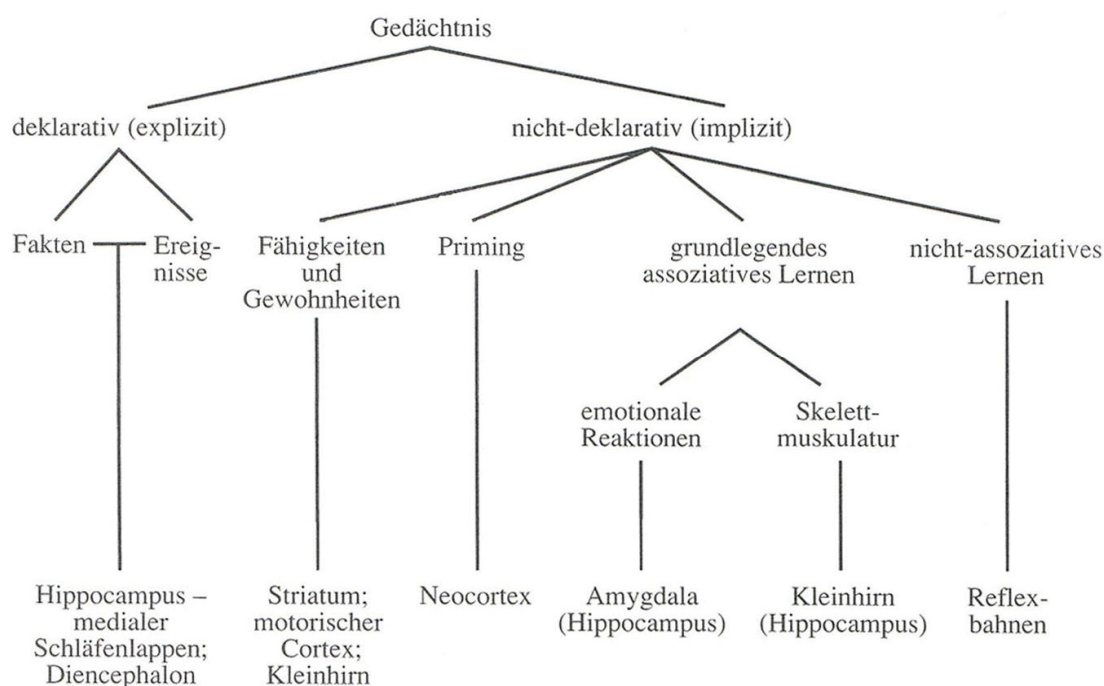 Gedächtnis
deklarativ (explizit)
nicht-deklarativ (implizit)
Fakten
Ereig-
nisse
Fähigkeiten
und
Gewohnheiten
Priming
grundlegendes
assoziatives Lernen
nicht-assoziatives
Lernen
emotionale
Reaktionen
Skelett-
muskulatur
Hippocampus –
medialer
Schläfenlappen;
Diencephalon
Striatum;
motorischer
Cortex;
Kleinhirn
Neocortex
Amygdala
(Hippocampus)
Kleinhirn
(Hippocampus)
Reflex-
bahnen